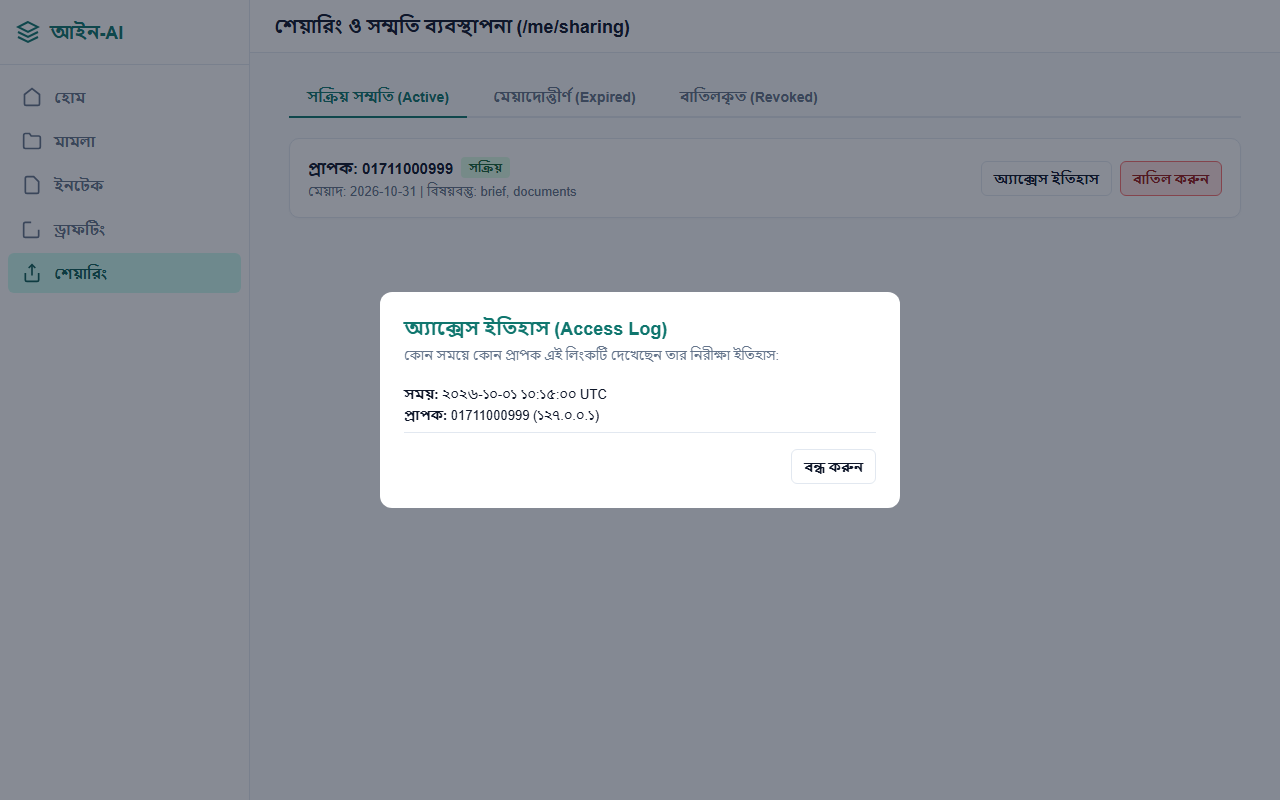 আইন-AI
শেয়ারিং ও সম্মতি ব্যবস্থাপনা (/me/sharing)
হোম
মামলা
ইনটেক
ড্রাফটিং
শেয়ারিং
সক্রিয় সম্মতি (Active)
মেয়াদোত্তীর্ণ (Expired)
বাতিলকৃত (Revoked)
প্রাপক: 01711000999 সক্রিয়
মেয়াদ: 2026-10-31 | বিষয়বস্তু: brief, documents
অ্যাক্সেস ইতিহাস
বাতিল করুন
অ্যাক্সেস ইতিহাস (Access Log)
কোন সময়ে কোন প্রাপক এই লিংকটি দেখেছেন তার নিরীক্ষা ইতিহাস:
সময়: ২০২৬-১০-০১ ১০:১৫:০০ UTC
প্রাপক: 01711000999 (১২৭.০.০.১)
বন্ধ করুন